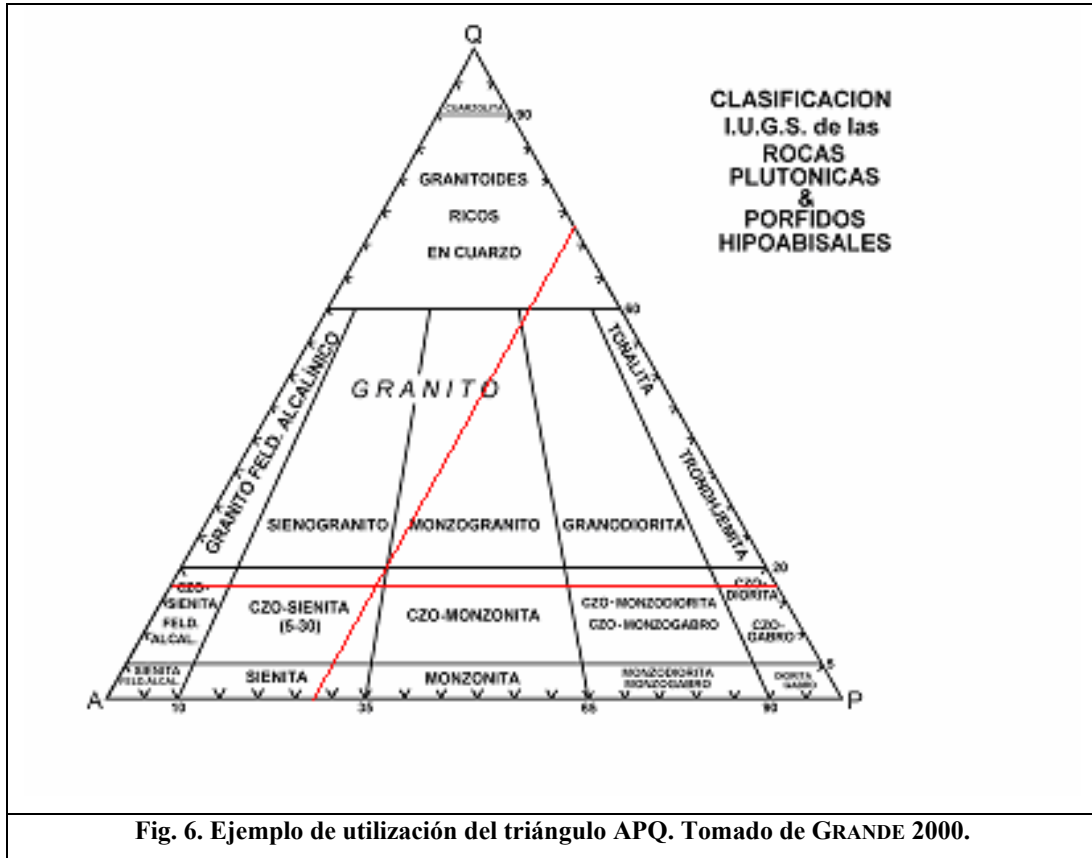 Q
CUARZOLITA
90
CLASIFICACION
I.U.G.S. de las
ROCAS
PLUTONICAS
&
PORFIDOS
HIPOABISALES
GRANITOIDES
RICOS
EN CUARZO
60
GRANITO FELD. ALCALÍNICO
GRANITO
TONALITA
TRONDHJEMITA
SIENOGRANITO
MONZOGRANITO
GRANODIORITA
20
CZO-
SIENITA
FELD.
ALCAL.
CZO-SIENITA
(5-30)
CZO-MONZONITA
CZO-MONZODIORITA
CZO-MONZOGABRO
CZO-
DIORITA
CZO-
GABRO
5
SIENITA
FELD.ALCAL.
SIENITA
MONZONITA
MONZODIORITA
MONZOGABRO
DIORITA
GABRO
A
P
10
35
65
90
Fig. 6. Ejemplo de utilización del triángulo APQ. Tomado de GRANDE 2000.